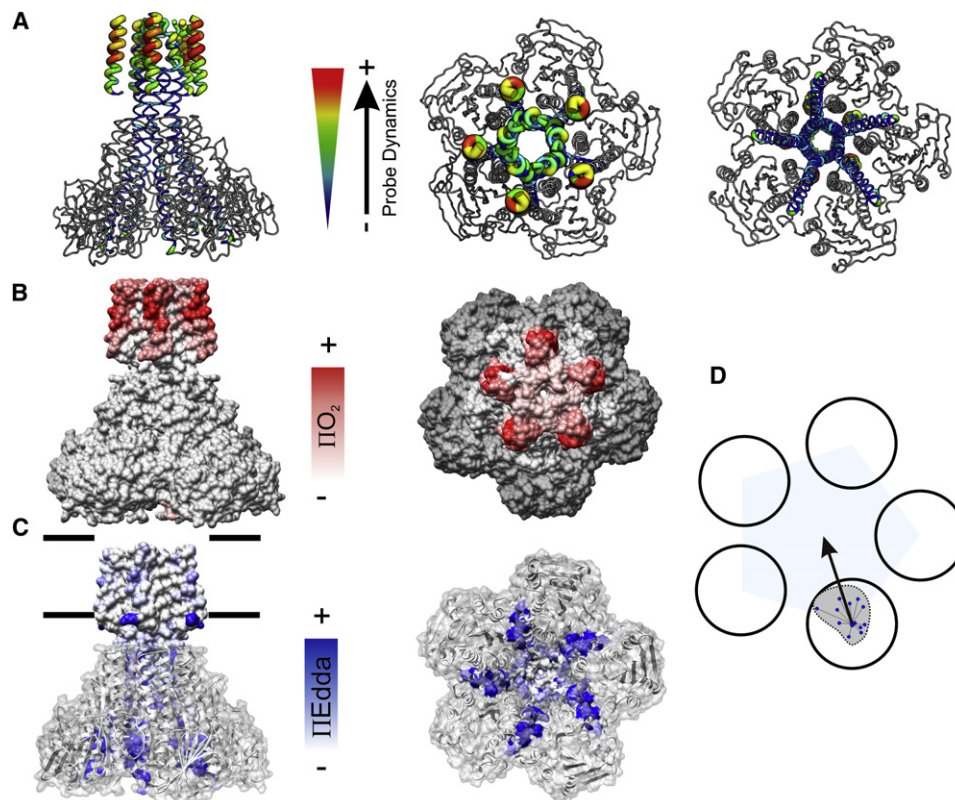 A
+
Probe Dynamics
-
B
+
ΠO₂
-
C
+
ΠEdda
-
D